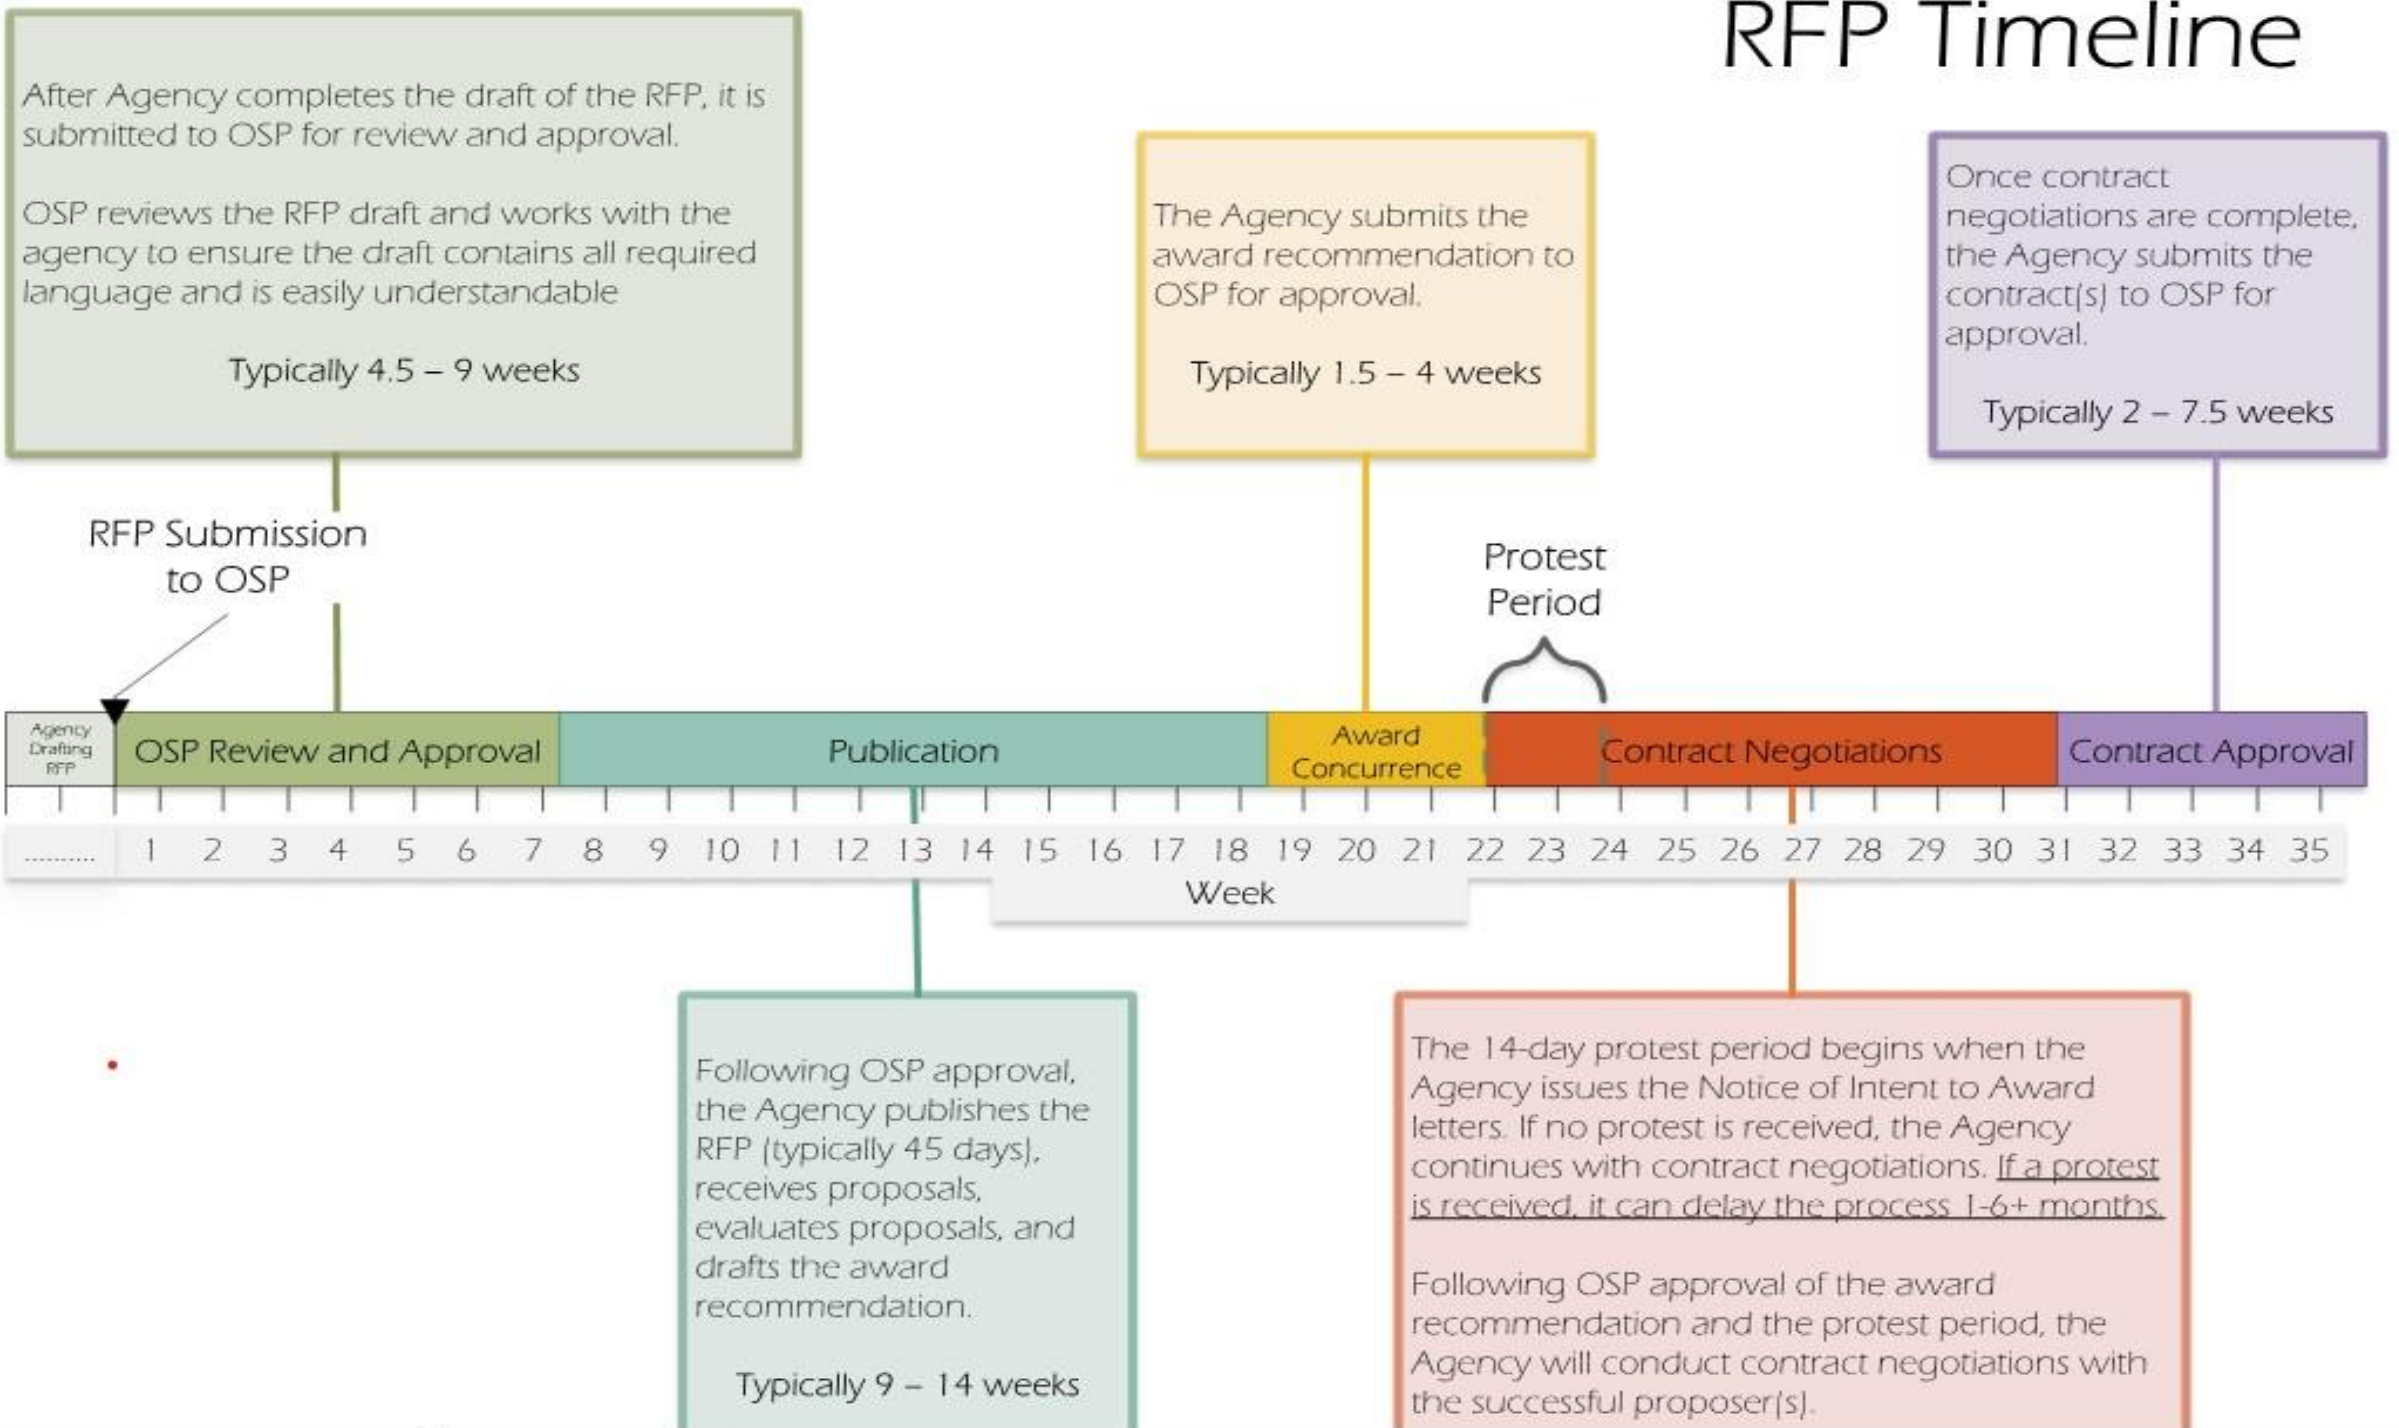 RFP Timeline
After Agency completes the draft of the RFP, it is
submitted to OSP for review and approval.
OSP reviews the RFP draft and works with the
agency to ensure the draft contains all required
language and is easily understandable
Typically 4.5 – 9 weeks
The Agency submits the
award recommendation to
OSP for approval.
Typically 1.5 – 4 weeks
Once contract
negotiations are complete,
the Agency submits the
contract(s) to OSP for
approval.
Typically 2 – 7.5 weeks
RFP Submission
to OSP
Protest
Period
Agency
Drafting
RFP
OSP Review and Approval
Publication
Award
Concurrence
Contract Negotiations
Contract Approval
.......... 1 2 3 4 5 6 7 8 9 10 11 12 13 14 15 16 17 18 19 20 21 22 23 24 25 26 27 28 29 30 31 32 33 34 35
Week
Following OSP approval,
the Agency publishes the
RFP (typically 45 days),
receives proposals,
evaluates proposals, and
drafts the award
recommendation.
Typically 9 – 14 weeks
The 14-day protest period begins when the
Agency issues the Notice of Intent to Award
letters. If no protest is received, the Agency
continues with contract negotiations. If a protest
is received, it can delay the process 1-6+ months.
Following OSP approval of the award
recommendation and the protest period, the
Agency will conduct contract negotiations with
the successful proposer(s).